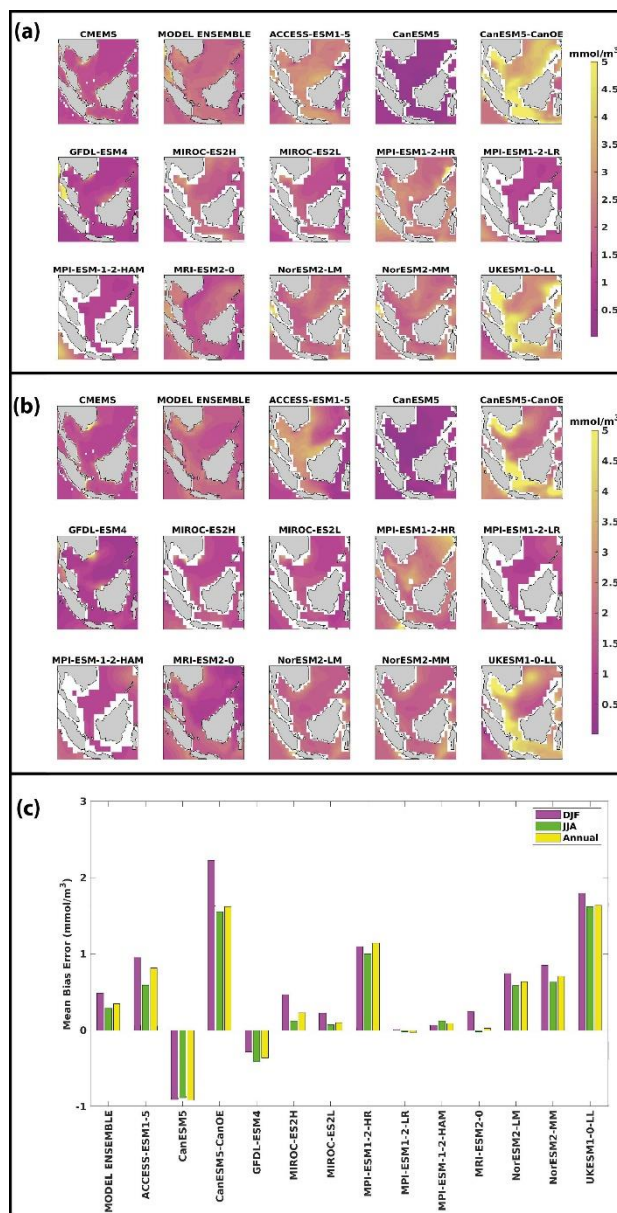 (a)
CMEMS MODEL ENSEMBLE ACCESS-ESM1-5 CanESM5 CanESM5-CanOE
mmol/m³
5
4.5
4
3.5
3
2.5
2
1.5
1
0.5
GFDL-ESM4 MIROC-ES2H MIROC-ES2L MPI-ESM1-2-HR MPI-ESM1-2-LR
MPI-ESM-1-2-HAM MRI-ESM2-0 NorESM2-LM NorESM2-MM UKESM1-0-LL
(b)
CMEMS MODEL ENSEMBLE ACCESS-ESM1-5 CanESM5 CanESM5-CanOE
mmol/m³
5
4.5
4
3.5
3
2.5
2
1.5
1
0.5
GFDL-ESM4 MIROC-ES2H MIROC-ES2L MPI-ESM1-2-HR MPI-ESM1-2-LR
MPI-ESM-1-2-HAM MRI-ESM2-0 NorESM2-LM NorESM2-MM UKESM1-0-LL
(c)
3
2
1
0
-1
Mean Bias Error (mmol/m³)
DJF
JJA
Annual
MODEL ENSEMBLE
ACCESS-ESM1-5
CanESM5
CanESM5-CanOE
GFDL-ESM4
MIROC-ES2H
MIROC-ES2L
MPI-ESM1-2-HR
MPI-ESM1-2-LR
MPI-ESM-1-2-HAM
MRI-ESM2-0
NorESM2-LM
NorESM2-MM
UKESM1-0-LL